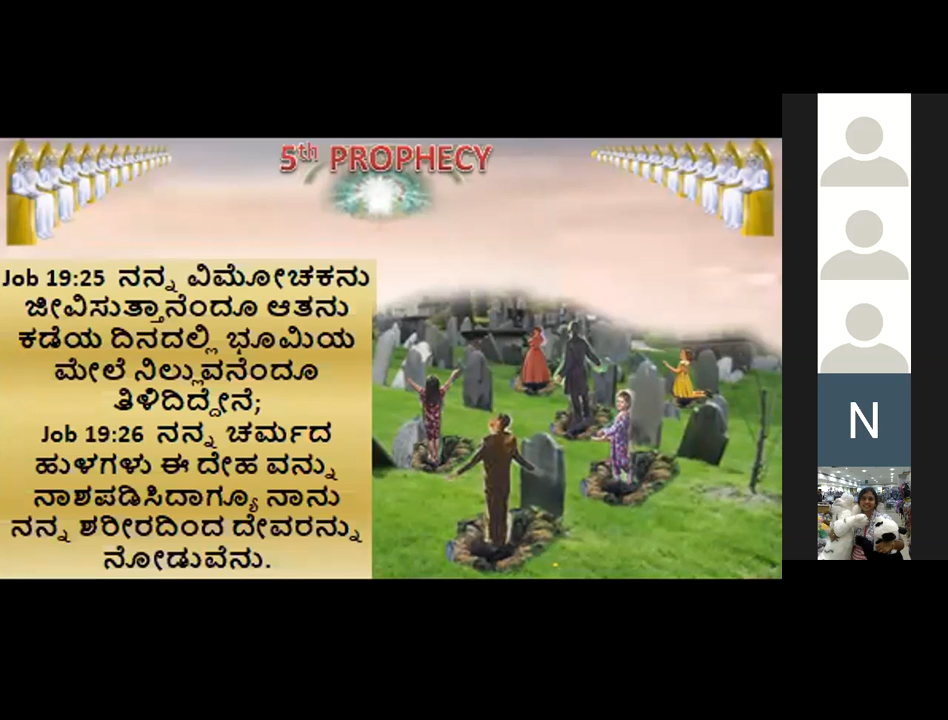 5th PROPHECY
Job 19:25 ನನ್ನ ವಿಮೋಚಕನು
ಜೀವಿಸುತ್ತಾನೆಂದೂ ಆತನು
ಕಡೆಯ ದಿನದಲ್ಲಿ ಭೂಮಿಯ
ಮೇಲೆ ನಿಲ್ಲುವನೆಂದೂ
ತಿಳಿದಿದ್ದೇನೆ;
Job 19:26 ನನ್ನ ಚರ್ಮದ
ಹುಳಗಳು ಈ ದೇಹ ವನ್ನು
ನಾಶಪಡಿಸಿದಾಗ್ಯೂ ನಾನು
ನನ್ನ ಶರೀರದಿಂದ ದೇವರನ್ನು
ನೋಡುವೆನು.
N